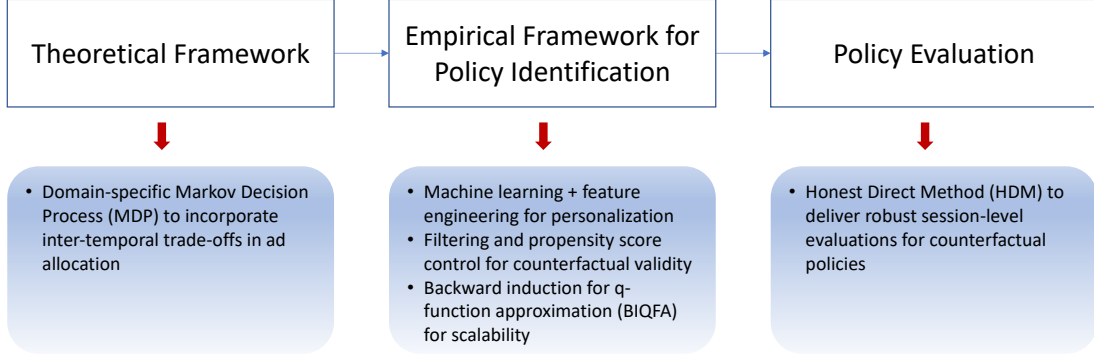 Theoretical Framework
Empirical Framework for
Policy Identification
Policy Evaluation
• Domain-specific Markov Decision
Process (MDP) to incorporate
inter-temporal trade-offs in ad
allocation
• Machine learning + feature
engineering for personalization
• Filtering and propensity score
control for counterfactual validity
• Backward induction for q-
function approximation (BIQFA)
for scalability
• Honest Direct Method (HDM) to
deliver robust session-level
evaluations for counterfactual
policies